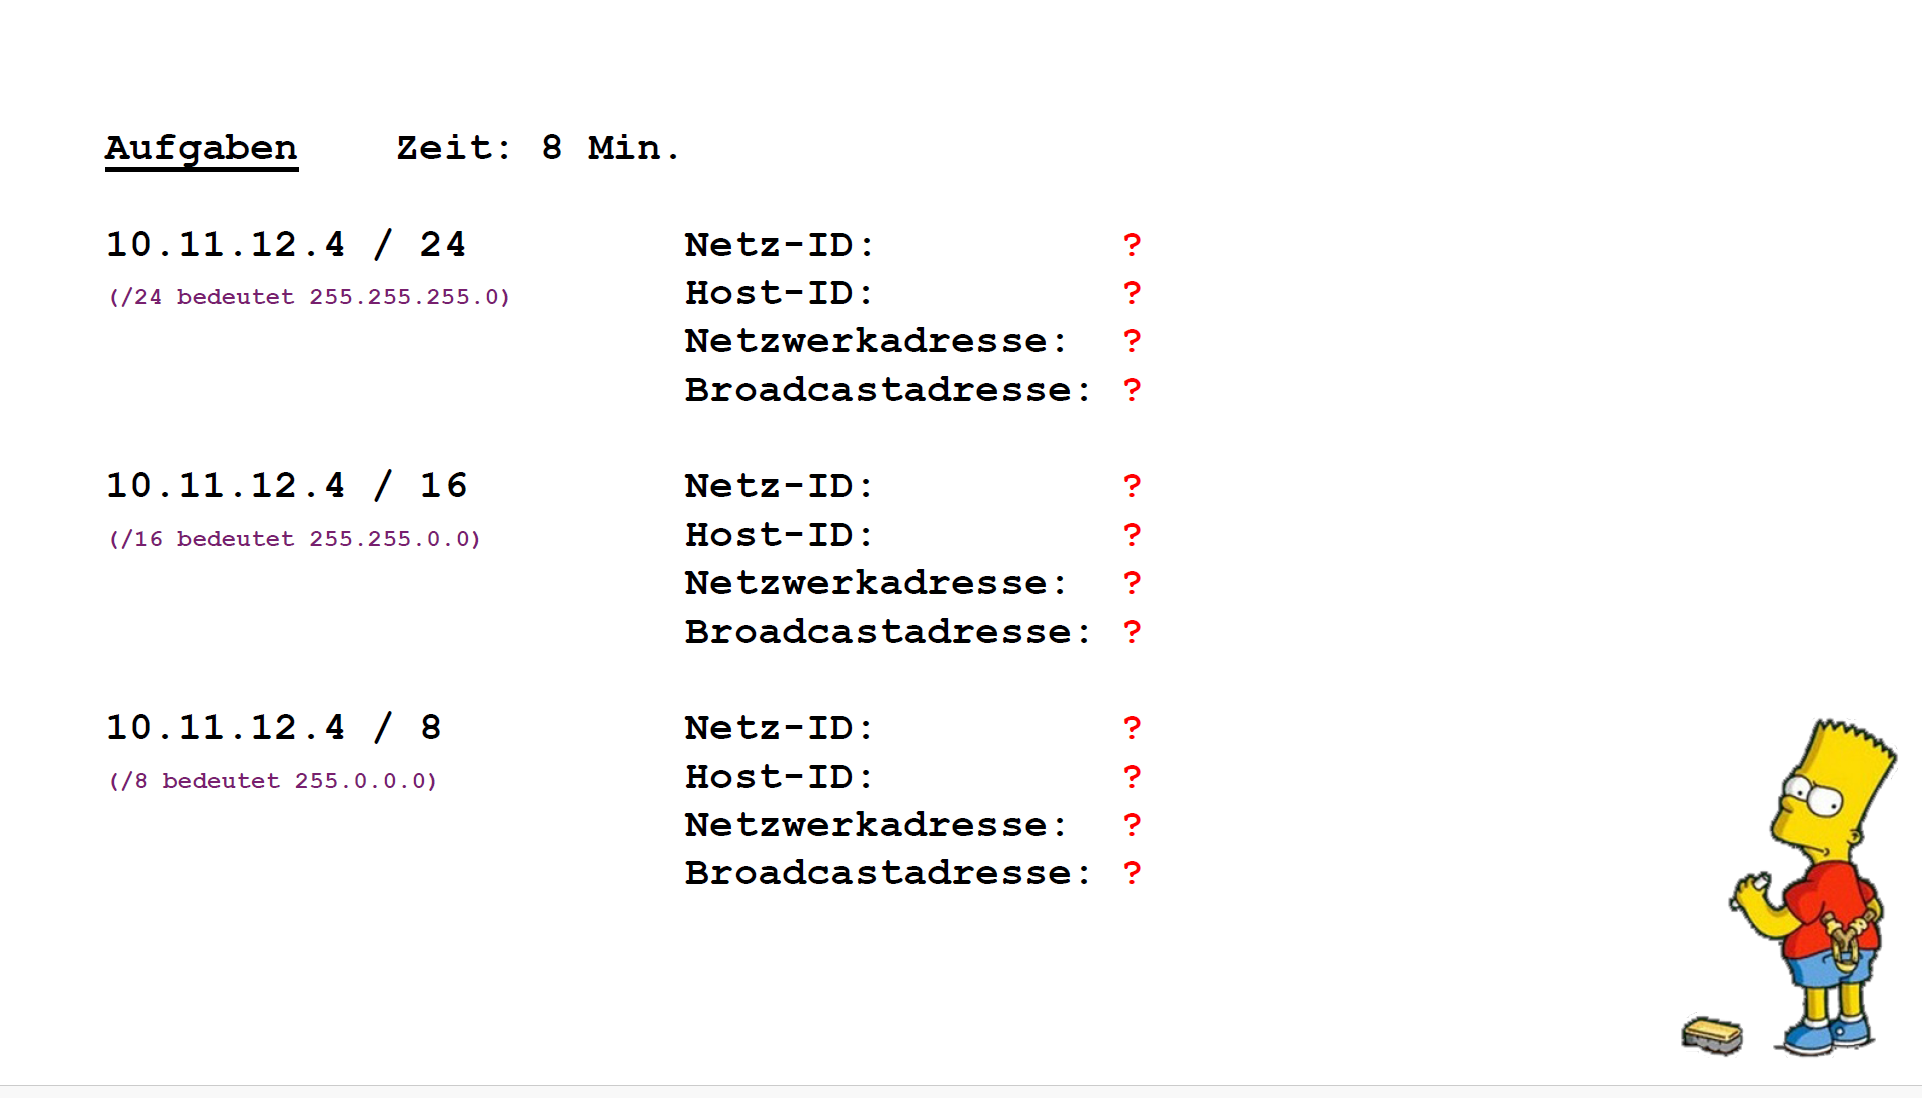 Aufgaben Zeit: 8 Min.
10.11.12.4 / 24 Netz-ID: ?
(/24 bedeutet 255.255.255.0) Host-ID: ?
Netzwerkadresse: ?
Broadcastadresse: ?
10.11.12.4 / 16 Netz-ID: ?
(/16 bedeutet 255.255.0.0) Host-ID: ?
Netzwerkadresse: ?
Broadcastadresse: ?
10.11.12.4 / 8 Netz-ID: ?
(/8 bedeutet 255.0.0.0) Host-ID: ?
Netzwerkadresse: ?
Broadcastadresse: ?